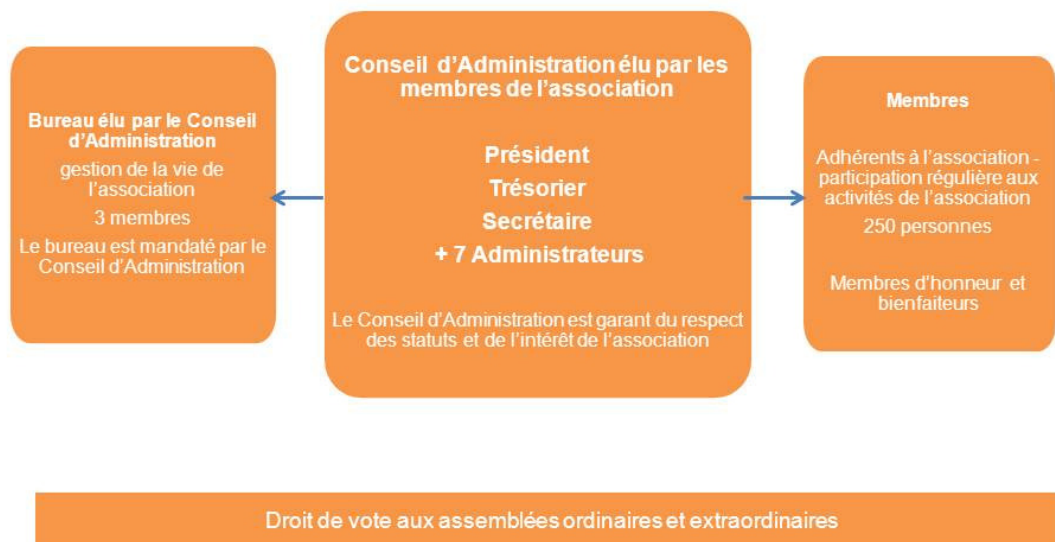 Bureau élu par le Conseil
d'Administration
gestion de la vie de
l'association
3 membres
Le bureau est mandaté par le
Conseil d'Administration
Conseil d'Administration élu par les
membres de l'association
Président
Trésorier
Secrétaire
+ 7 Administrateurs
Le Conseil d'Administration est garant du respect
des statuts et de l'intérêt de l'association
Membres
Adhérents à l'association -
participation régulière aux
activités de l'association
250 personnes
Membres d'honneur et
bienfaiteurs
Droit de vote aux assemblées ordinaires et extraordinaires